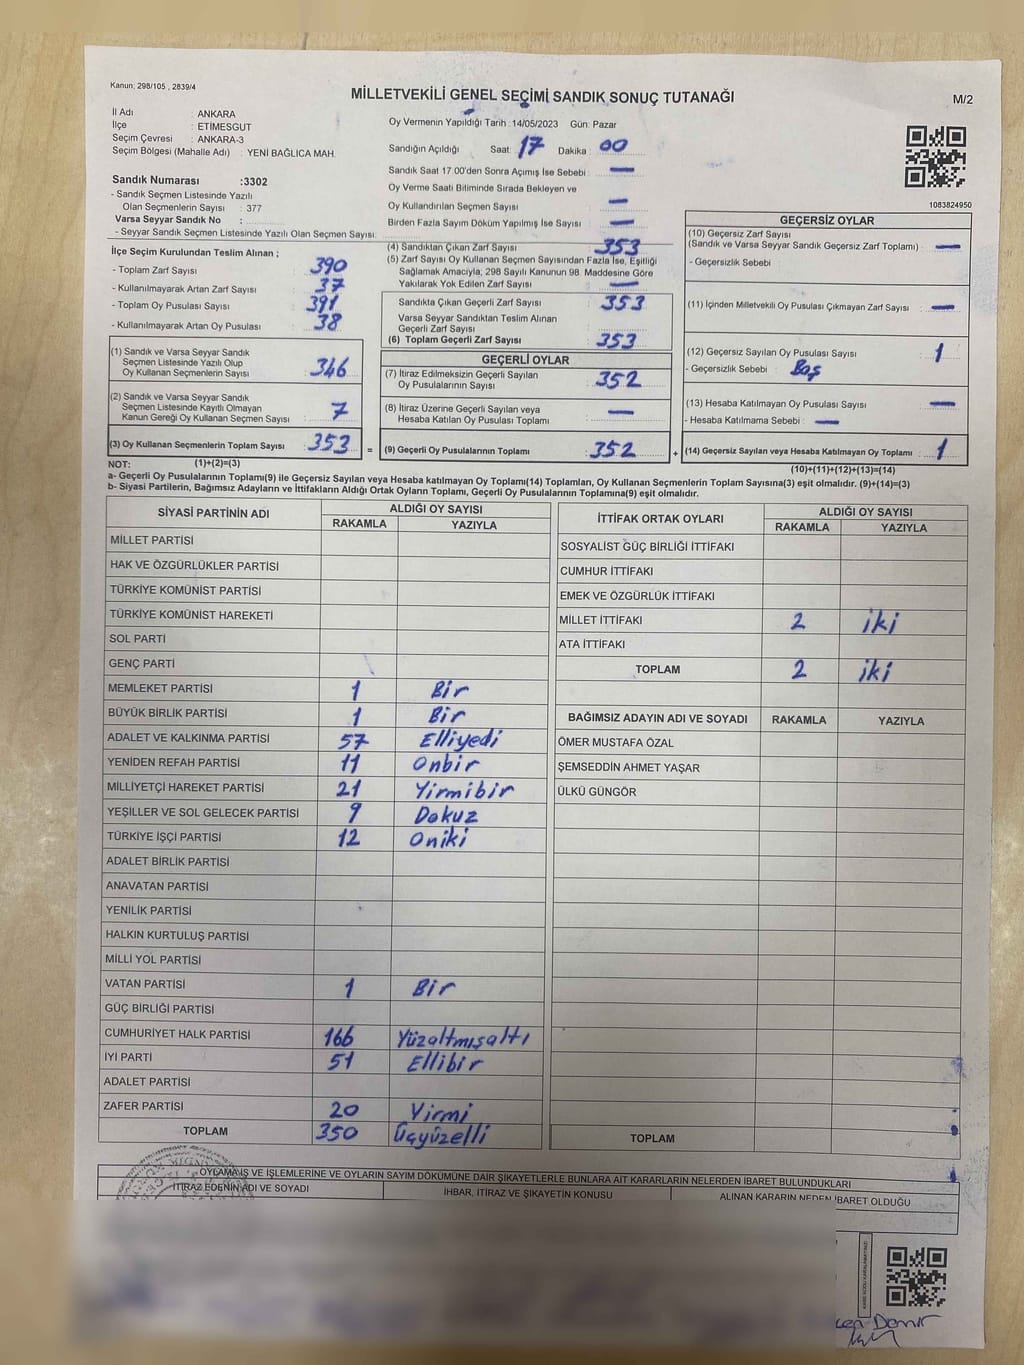 Kanun; 298/105 , 2839/4
MİLLETVEKİLİ GENEL SEÇİMİ SANDIK SONUÇ TUTANAĞI
M/2
İl Adı : ANKARA
İlçe : ETİMESGUT
Seçim Çevresi : ANKARA-3
Seçim Bölgesi (Mahalle Adı) : YENİ BAĞLICA MAH.
Oy Vermenin Yapıldığı Tarih :14/05/2023 Gün: Pazar
Sandığın Açıldığı Saat: 17 Dakika : 00
Sandık Saat 17 00'den Sonra Açımış İse Sebebi : —
Oy Verme Saati Bitiminde Sırada Bekleyen ve
Oy Kullandırılan Seçmen Sayısı —
Birden Fazla Sayım Döküm Yapılmış İse Sayısı —
1083824950
Sandık Numarası :3302
- Sandık Seçmen Listesinde Yazılı
Olan Seçmenlerin Sayısı : 377
Varsa Seyyar Sandık No :
- Seyyar Sandık Seçmen Listesinde Yazılı Olan Seçmen Sayısı:
İlçe Seçim Kurulundan Teslim Alınan ;
- Toplam Zarf Sayısı : 390
- Kullanılmayarak Artan Zarf Sayısı : 37
- Toplam Oy Pusulası Sayısı : 391
- Kullanılmayarak Artan Oy Pusulası : 38
(1) Sandık ve Varsa Seyyar Sandık
Seçmen Listesinde Yazılı Olup
Oy Kullanan Seçmenlerin Sayısı : 346
(2) Sandık ve Varsa Seyyar Sandık
Seçmen Listesinde Kayıtlı Olmayan
Kanun Gereği Oy Kullanan Seçmen Sayısı : 7
(3) Oy Kullanan Seçmenlerin Toplam Sayısı : 353 =
(4) Sandıktan Çıkan Zarf Sayısı 353
(5) Zarf Sayısı Oy Kullanan Seçmen Sayısından Fazla İse, Eşitliği
Sağlamak Amacıyla; 298 Sayılı Kanunun 98. Maddesine Göre
Yakılarak Yok Edilen Zarf Sayısı: —
Sandıkta Çıkan Geçerli Zarf Sayısı : 353
Varsa Seyyar Sandıktan Teslim Alınan
Geçerli Zarf Sayısı :
(6) Toplam Geçerli Zarf Sayısı : 353
GEÇERLİ OYLAR
(7) İtiraz Edilmeksizin Geçerli Sayılan
Oy Pusulalarının Sayısı : 352
(8) İtiraz Üzerine Geçerli Sayılan veya
Hesaba Katılan Oy Pusulası Toplamı : —
(9) Geçerli Oy Pusulalarının Toplamı : 352 +
GEÇERSİZ OYLAR
(10) Geçersiz Zarf Sayısı
(Sandık ve Varsa Seyyar Sandık Geçersiz Zarf Toplamı) : —
- Geçersizlik Sebebi :
(11) İçinden Milletvekili Oy Pusulası Çıkmayan Zarf Sayısı : —
(12) Geçersiz Sayılan Oy Pusulası Sayısı : 1
- Geçersizlik Sebebi : Boş
(13) Hesaba Katılmayan Oy Pusulası Sayısı : —
- Hesaba Katılmama Sebebi : —
(14) Geçersiz Sayılan veya Hesaba Katılmayan Oy Toplamı : 1
NOT: (1)+(2)=(3)
(10)+(11)+(12)+(13)=(14)
a- Geçerli Oy Pusulalarının Toplamı(9) ile Geçersiz Sayılan veya Hesaba katılmayan Oy Toplamı(14) Toplamları, Oy Kullanan Seçmenlerin Toplam Sayısına(3) eşit olmalıdır. (9)+(14)=(3)
b- Siyasi Partilerin, Bağımsız Adayların ve İttifakların Aldığı Ortak Oyların Toplamı, Geçerli Oy Pusulalarının Toplamına(9) eşit olmalıdır.
SİYASİ PARTİNİN ADI ALDIĞI OY SAYISI
RAKAMLA YAZIYLA
MİLLET PARTİSİ
HAK VE ÖZGÜRLÜKLER PARTİSİ
TÜRKİYE KOMÜNİST PARTİSİ
TÜRKİYE KOMÜNİST HAREKETİ
SOL PARTİ
GENÇ PARTİ
MEMLEKET PARTİSİ 1 Bir
BÜYÜK BİRLİK PARTİSİ 1 Bir
ADALET VE KALKINMA PARTİSİ 57 Elliyedi
YENİDEN REFAH PARTİSİ 11 Onbir
MİLLİYETÇİ HAREKET PARTİSİ 21 Yirmibir
YEŞİLLER VE SOL GELECEK PARTİSİ 9 Dokuz
TÜRKİYE İŞÇİ PARTİSİ 12 Oniki
ADALET BİRLİK PARTİSİ
ANAVATAN PARTİSİ
YENİLİK PARTİSİ
HALKIN KURTULUŞ PARTİSİ
MİLLİ YOL PARTİSİ
VATAN PARTİSİ 1 Bir
GÜÇ BİRLİĞİ PARTİSİ
CUMHURİYET HALK PARTİSİ 166 Yüzaltmışaltı
İYİ PARTİ 51 Ellibir
ADALET PARTİSİ
ZAFER PARTİSİ 20 Yirmi
TOPLAM 350 Üçyüzelli
İTTİFAK ORTAK OYLARI ALDIĞI OY SAYISI
RAKAMLA YAZIYLA
SOSYALİST GÜÇ BİRLİĞİ İTTİFAKI
CUMHUR İTTİFAKI
EMEK VE ÖZGÜRLÜK İTTİFAKI
MİLLET İTTİFAKI 2 iki
ATA İTTİFAKI
TOPLAM 2 iki
BAĞIMSIZ ADAYIN ADI VE SOYADI RAKAMLA YAZIYLA
ÖMER MUSTAFA ÖZAL
ŞEMSEDDİN AHMET YAŞAR
ÜLKÜ GÜNGÖR
TOPLAM
OYLAMA İŞ VE İŞLEMLERİNE VE OYLARIN SAYIM DÖKÜMÜNE DAİR ŞİKAYETLERLE BUNLARA AİT KARARLARIN NELERDEN İBARET BULUNDUKLARI
İTİRAZ EDENİN ADI VE SOYADI İHBAR, İTİRAZ VE ŞİKAYETİN KONUSU ALINAN KARARIN NEDEN İBARET OLDUĞU